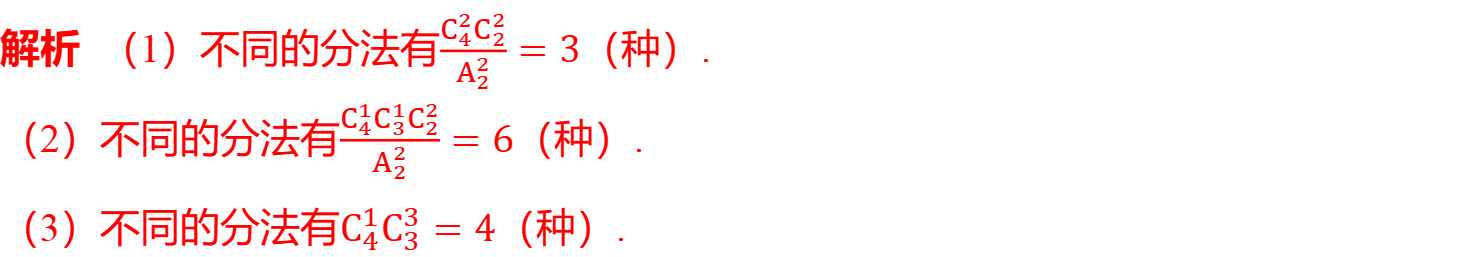 解析 （1）不同的分法有$\frac{C_4^2C_2^2}{A_2^2}=3$（种）.
（2）不同的分法有$\frac{C_4^1C_3^1C_2^2}{A_2^2}=6$（种）.
（3）不同的分法有$C_4^1C_3^3=4$（种）.